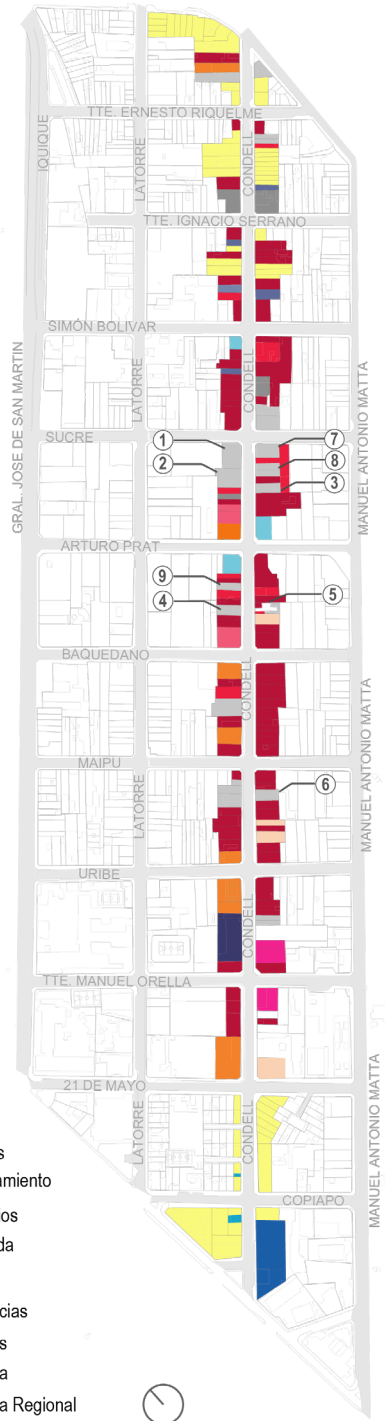 TTE. ERNESTO RIQUELME
IQUIQUE
LATORRE
CONDELL
TTE. IGNACIO SERRANO
SIMÓN BOLIVAR
GRAL. JOSE DE SAN MARTIN
LATORRE
CONDELL
MANUEL ANTONIO MATTA
SUCRE
1
2
7
8
3
ARTURO PRAT
9
4
5
BAQUEDANO
CONDELL
MANUEL ANTONIO MATTA
MAIPU
LATORRE
6
URIBE
CONDELL
TTE. MANUEL ORELLA
21 DE MAYO
LATORRE
CONDELL
MANUEL ANTONIO MATTA
COPIAPO
s
amiento
ios
da
cias
s
a
a Regional